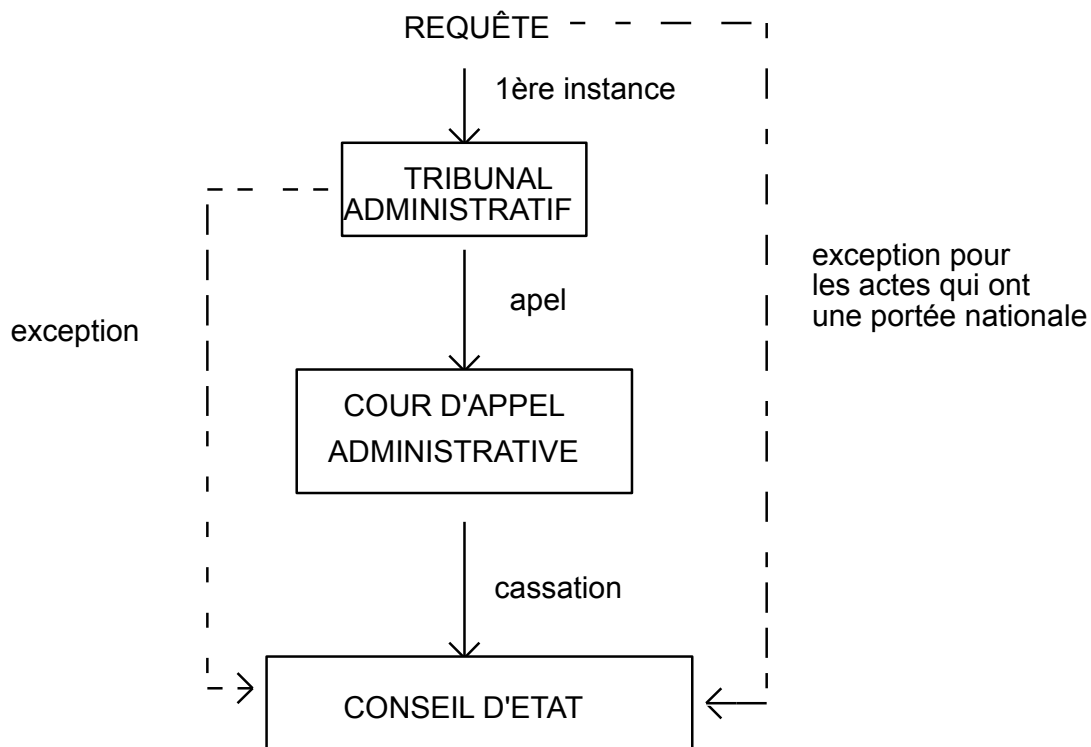 REQUÊTE
1ère instance
TRIBUNAL
ADMINISTRATIF
exception pour
les actes qui ont
une portée nationale
apel
exception
COUR D'APPEL
ADMINISTRATIVE
cassation
CONSEIL D'ETAT